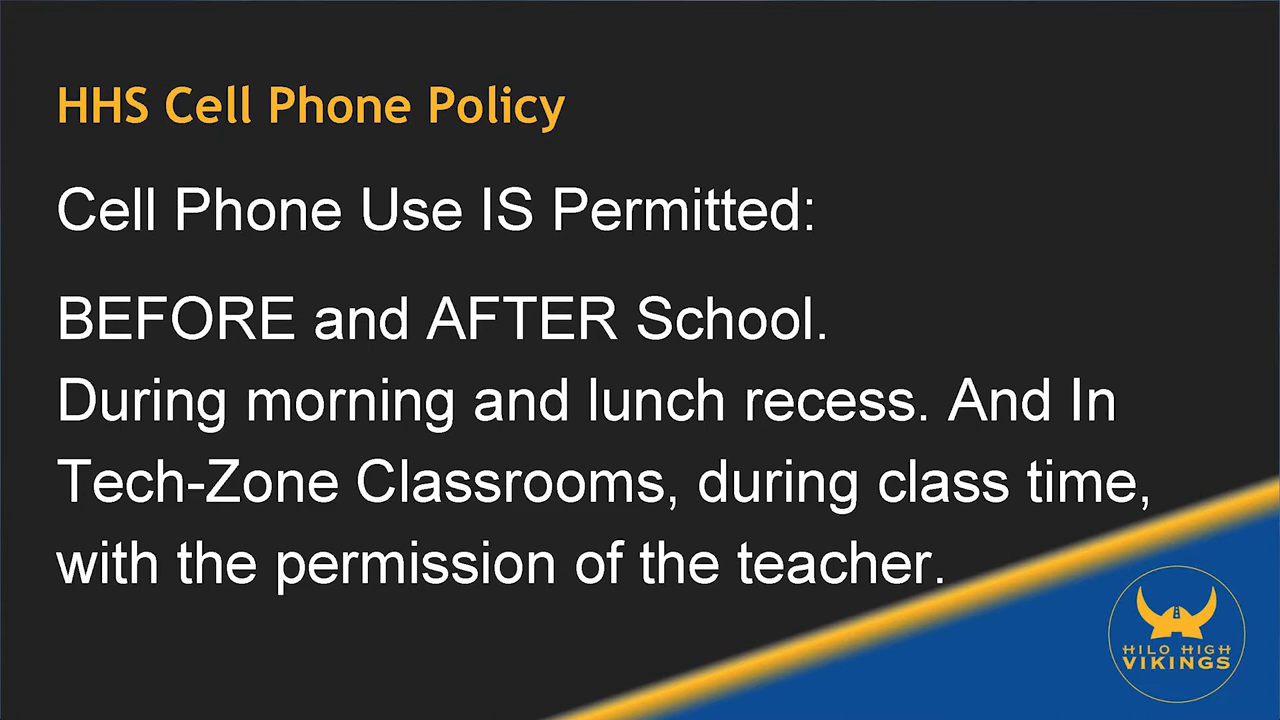 HHS Cell Phone Policy
Cell Phone Use IS Permitted:
BEFORE and AFTER School.
During morning and lunch recess. And In
Tech-Zone Classrooms, during class time,
with the permission of the teacher.
HILO HIGH
VIKINGS